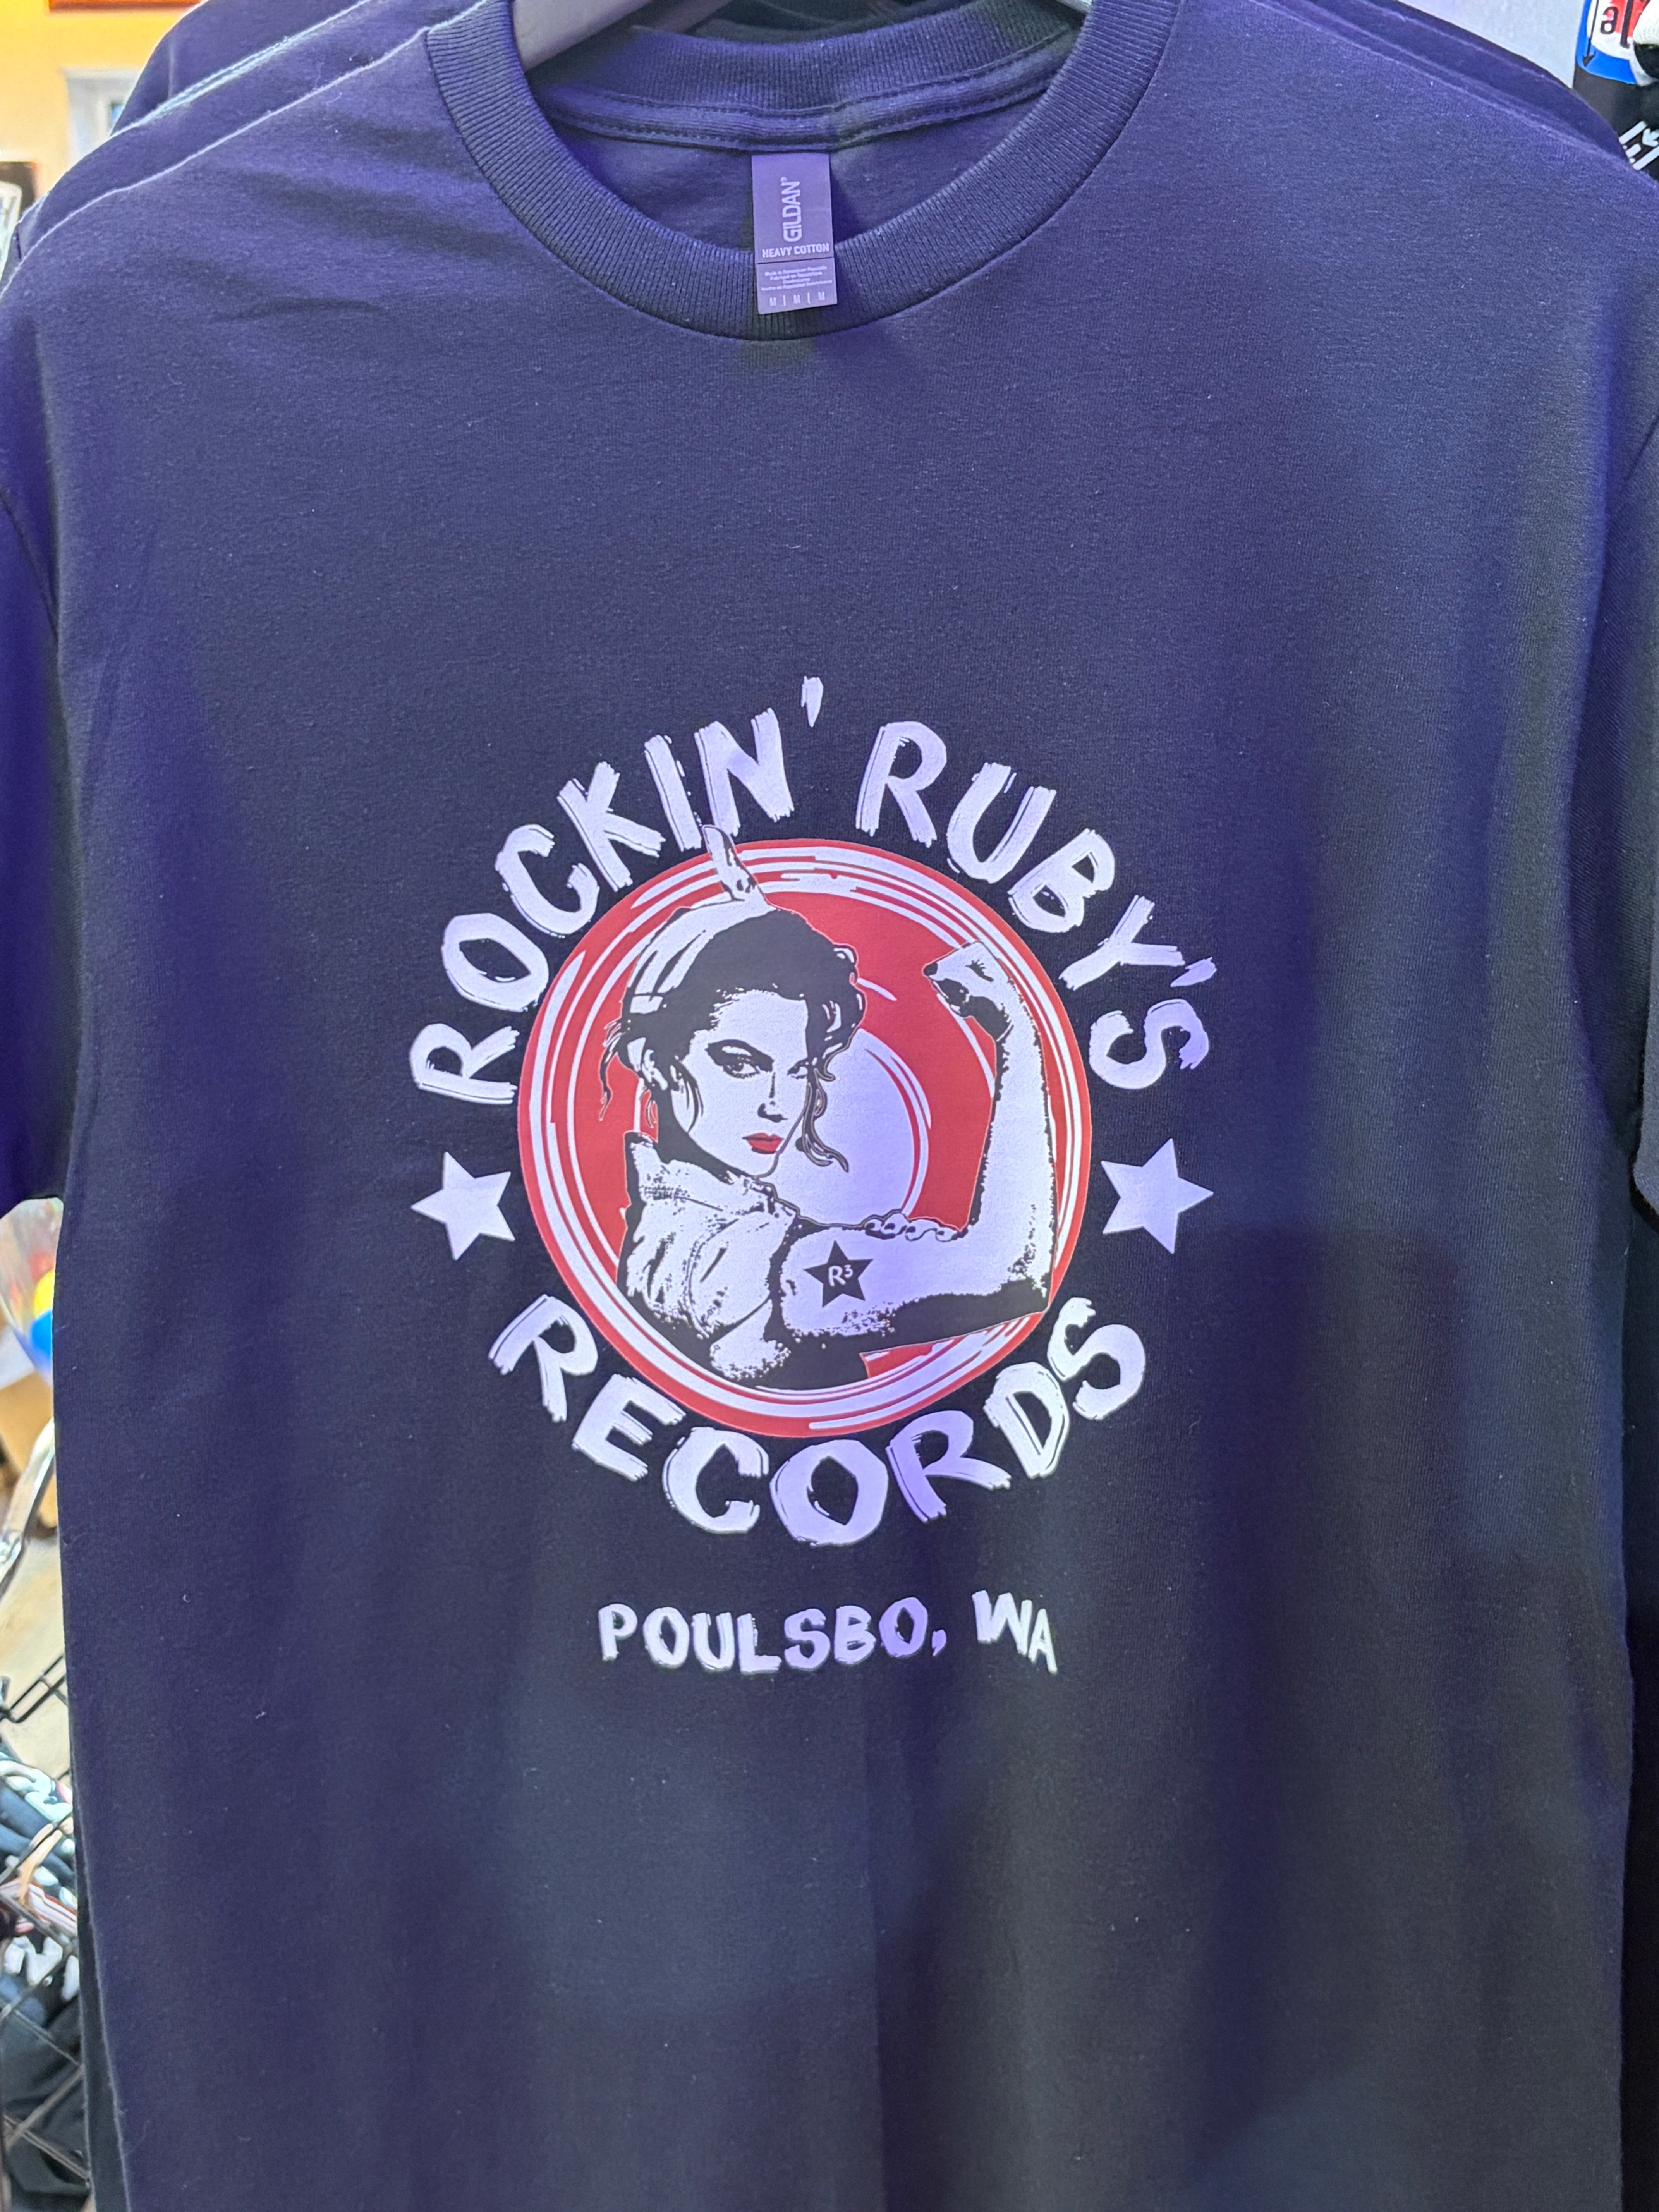 GILDAN®
HEAVY COTTON
M | M | M
ROCKIN' RUBY'S
R³
RECORDS
POULSBO, WA